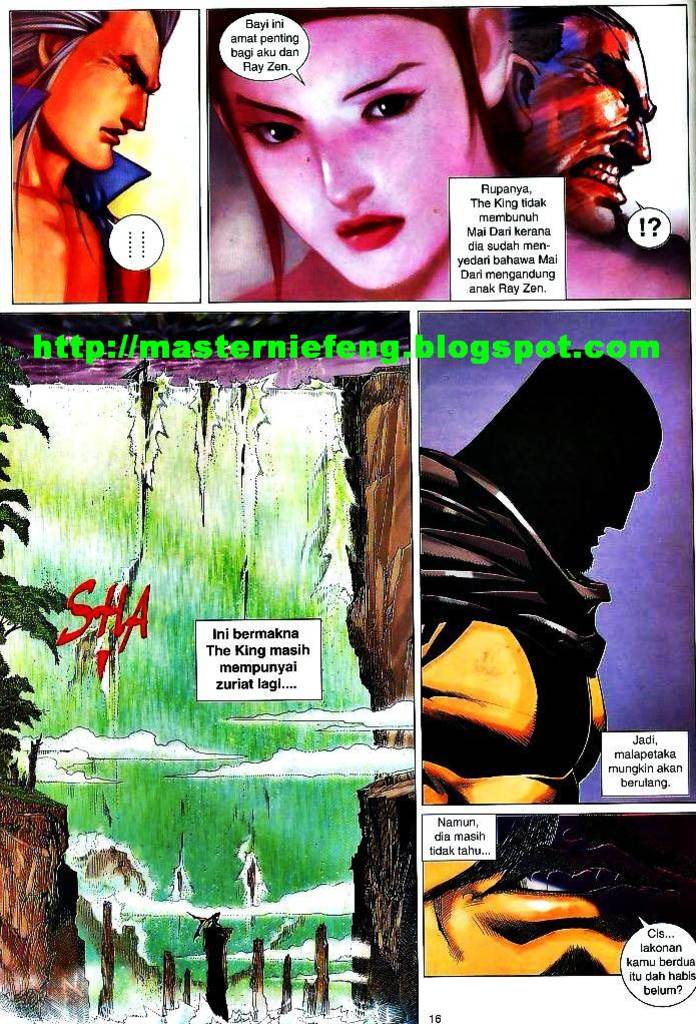 Bayi ini
amat penting
bagi aku dan
Ray Zen.
!!
Rupanya,
The King tidak
membunuh
Mai Dari kerana
dia sudah men-
yedari bahawa Mai
Dari mengandung
anak Ray Zen.
!?
http://masterniefeng.blogspot.com
SHA
Ini bermakna
The King masih
mempunyai
zuriat lagi....
Jadi,
malapetaka
mungkin akan
berulang.
Namun,
dia masih
tidak tahu...
Cis...
lakonan
kamu berdua
itu dah habis
belum?
16